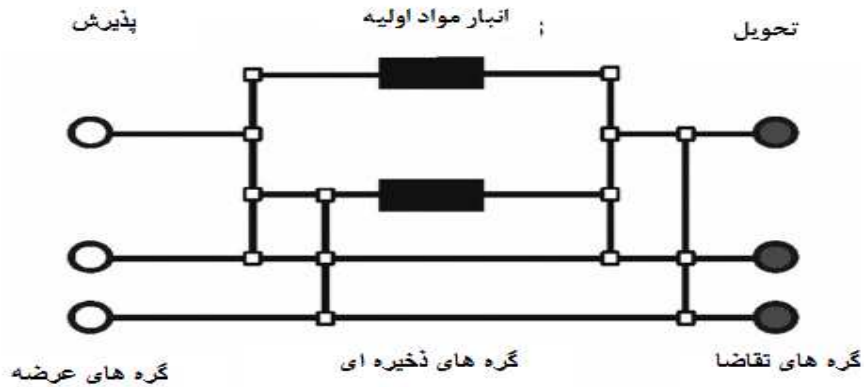 پذیرش
انبار مواد اولیه
تحویل
گره های عرضه
گره های ذخیره ای
گره های تقاضا